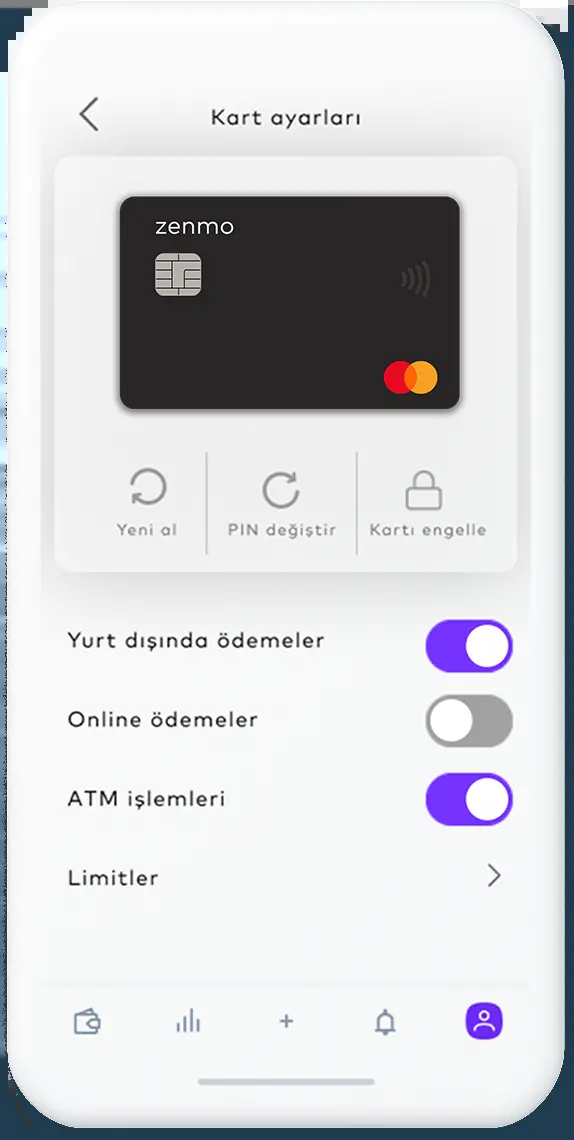 Kart ayarları
zenmo
Yeni al
PIN değiştir
Kartı engelle
Yurt dışında ödemeler
Online ödemeler
ATM işlemleri
Limitler